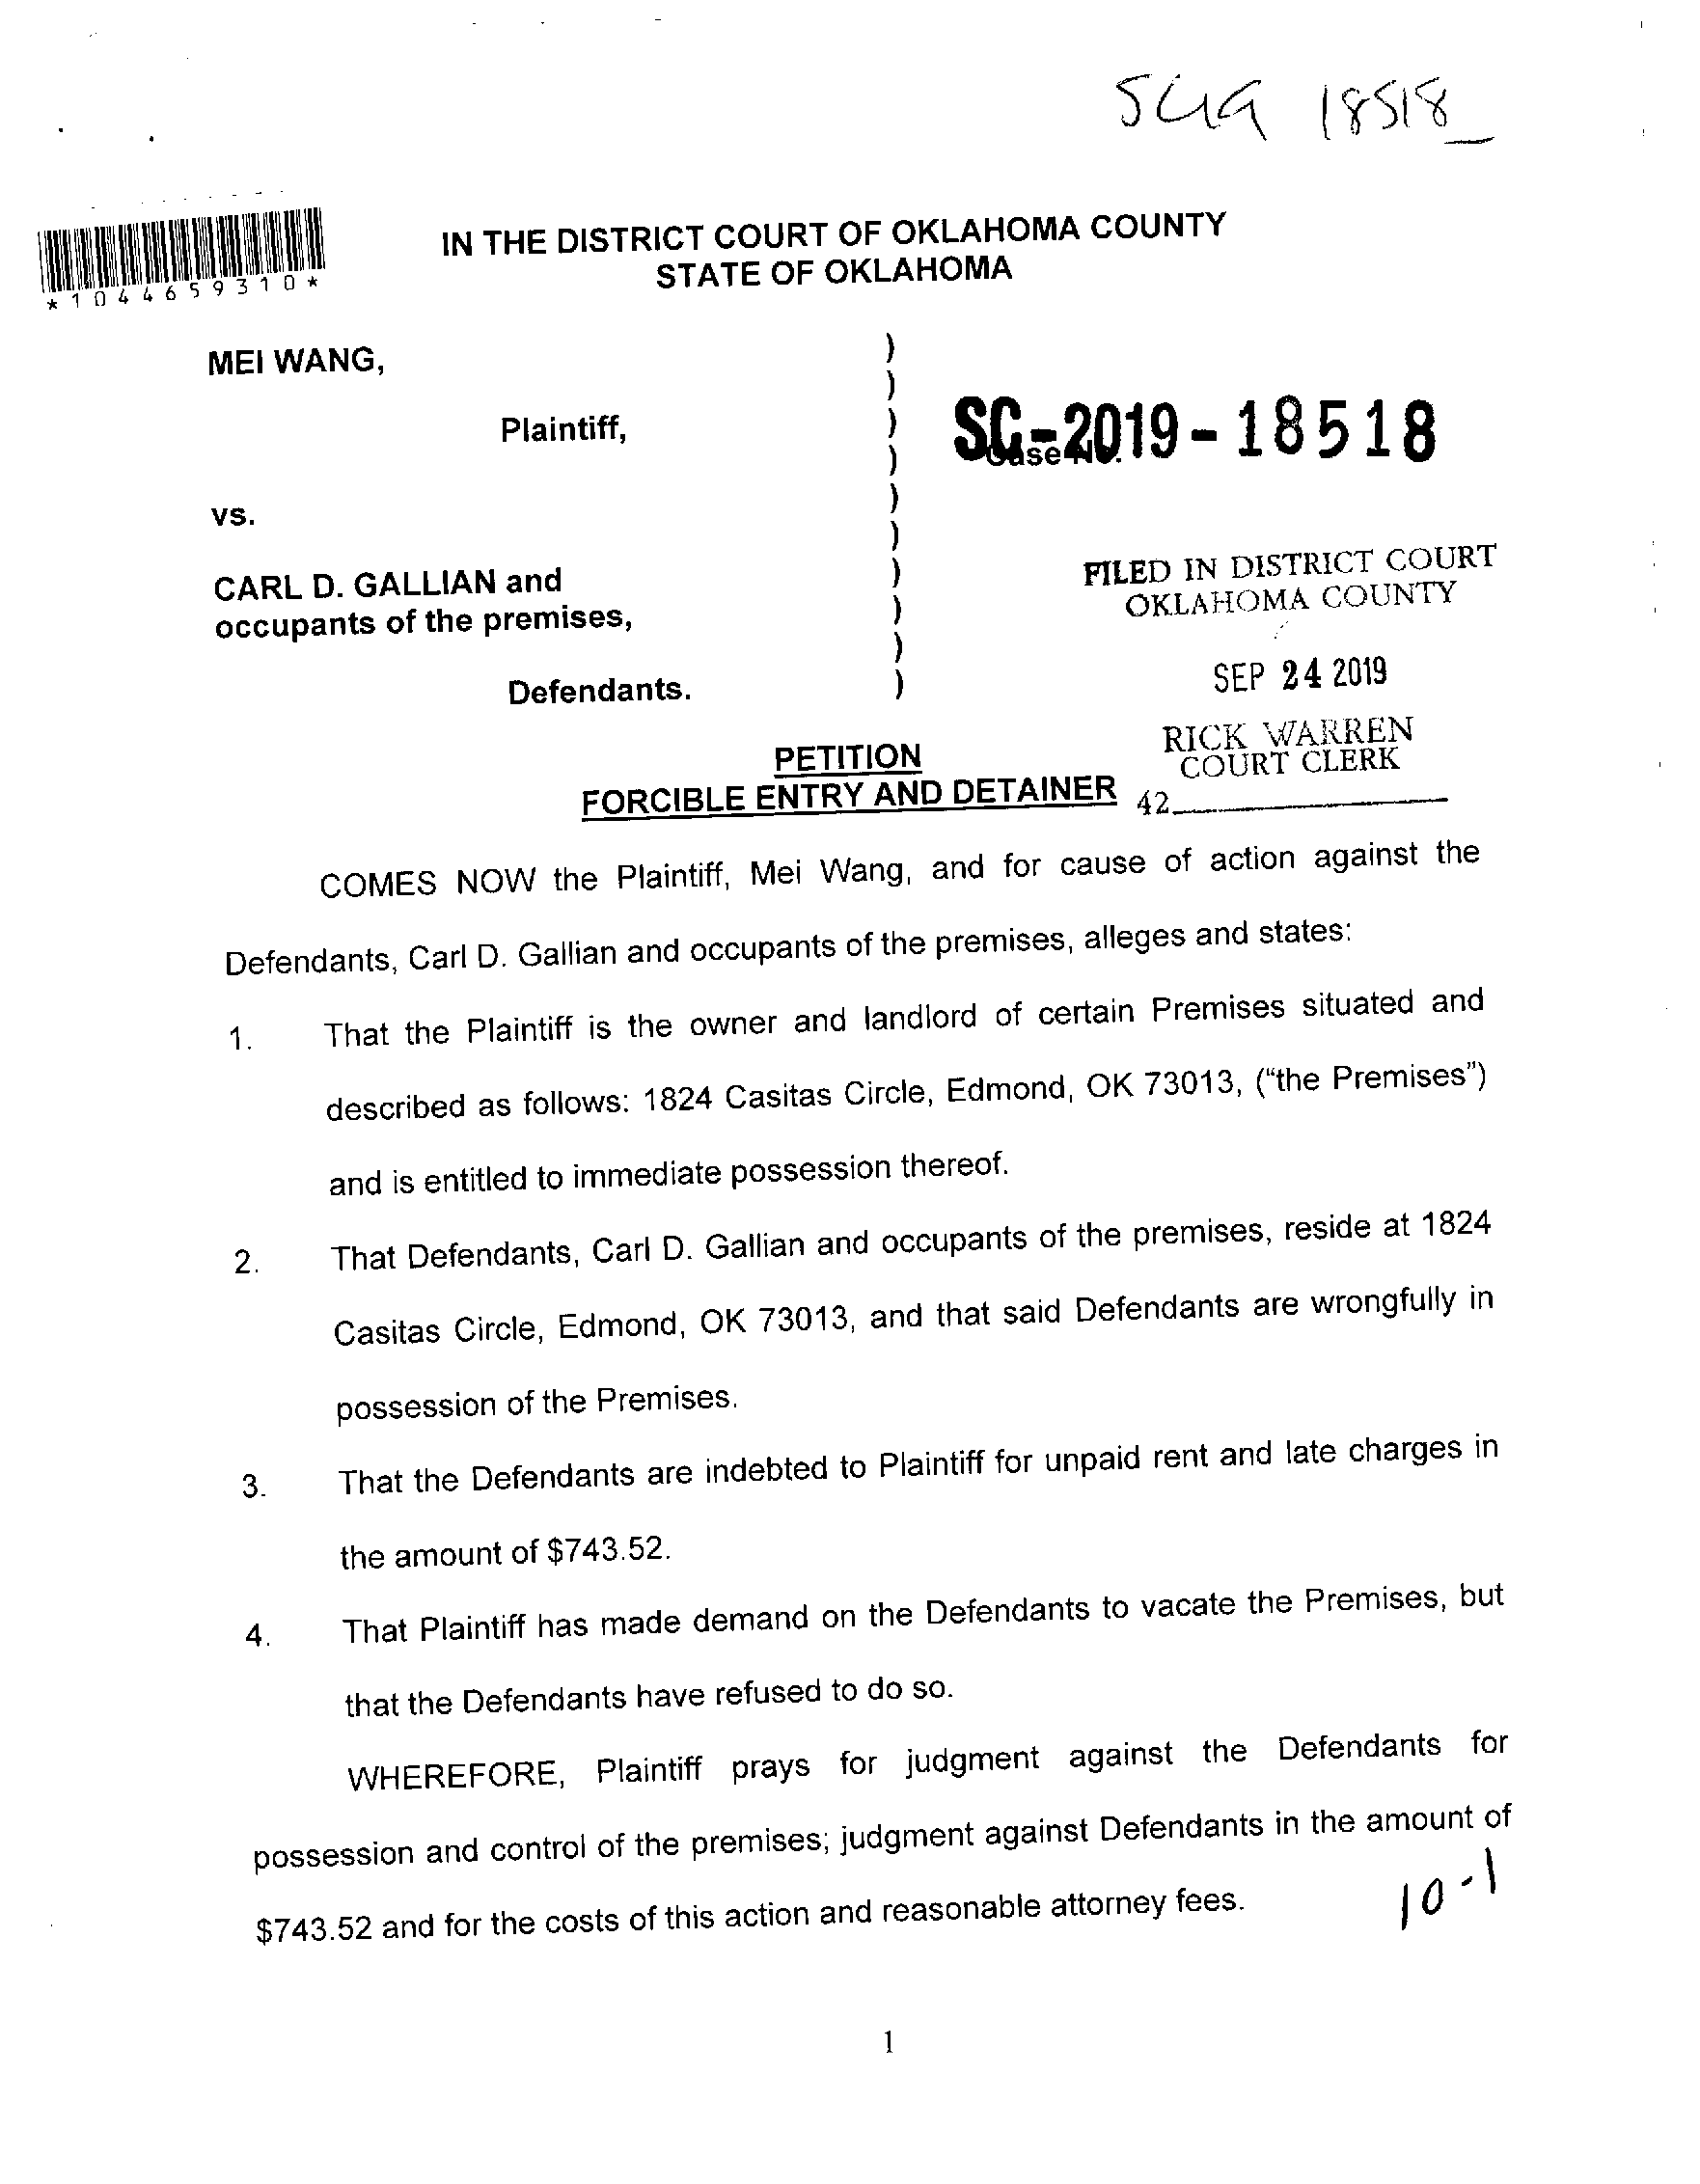 SC19 18518
*1044659310*
IN THE DISTRICT COURT OF OKLAHOMA COUNTY
STATE OF OKLAHOMA
MEI WANG, )
)
Plaintiff, )
SC-2019-18518
Case No.
)
)
vs.
)
CARL D. GALLIAN and )
occupants of the premises, )
)
Defendants. )
FILED IN DISTRICT COURT
OKLAHOMA COUNTY
SEP 24 2019
RICK WARREN
COURT CLERK
42
PETITION
FORCIBLE ENTRY AND DETAINER
COMES NOW the Plaintiff, Mei Wang, and for cause of action against the
Defendants, Carl D. Gallian and occupants of the premises, alleges and states:
1. That the Plaintiff is the owner and landlord of certain Premises situated and
described as follows: 1824 Casitas Circle, Edmond, OK 73013, ("the Premises")
and is entitled to immediate possession thereof.
2. That Defendants, Carl D. Gallian and occupants of the premises, reside at 1824
Casitas Circle, Edmond, OK 73013, and that said Defendants are wrongfully in
possession of the Premises.
3. That the Defendants are indebted to Plaintiff for unpaid rent and late charges in
the amount of $743.52.
4. That Plaintiff has made demand on the Defendants to vacate the Premises, but
that the Defendants have refused to do so.
WHEREFORE, Plaintiff prays for judgment against the Defendants for
possession and control of the premises; judgment against Defendants in the amount of
$743.52 and for the costs of this action and reasonable attorney fees.
10-1
1